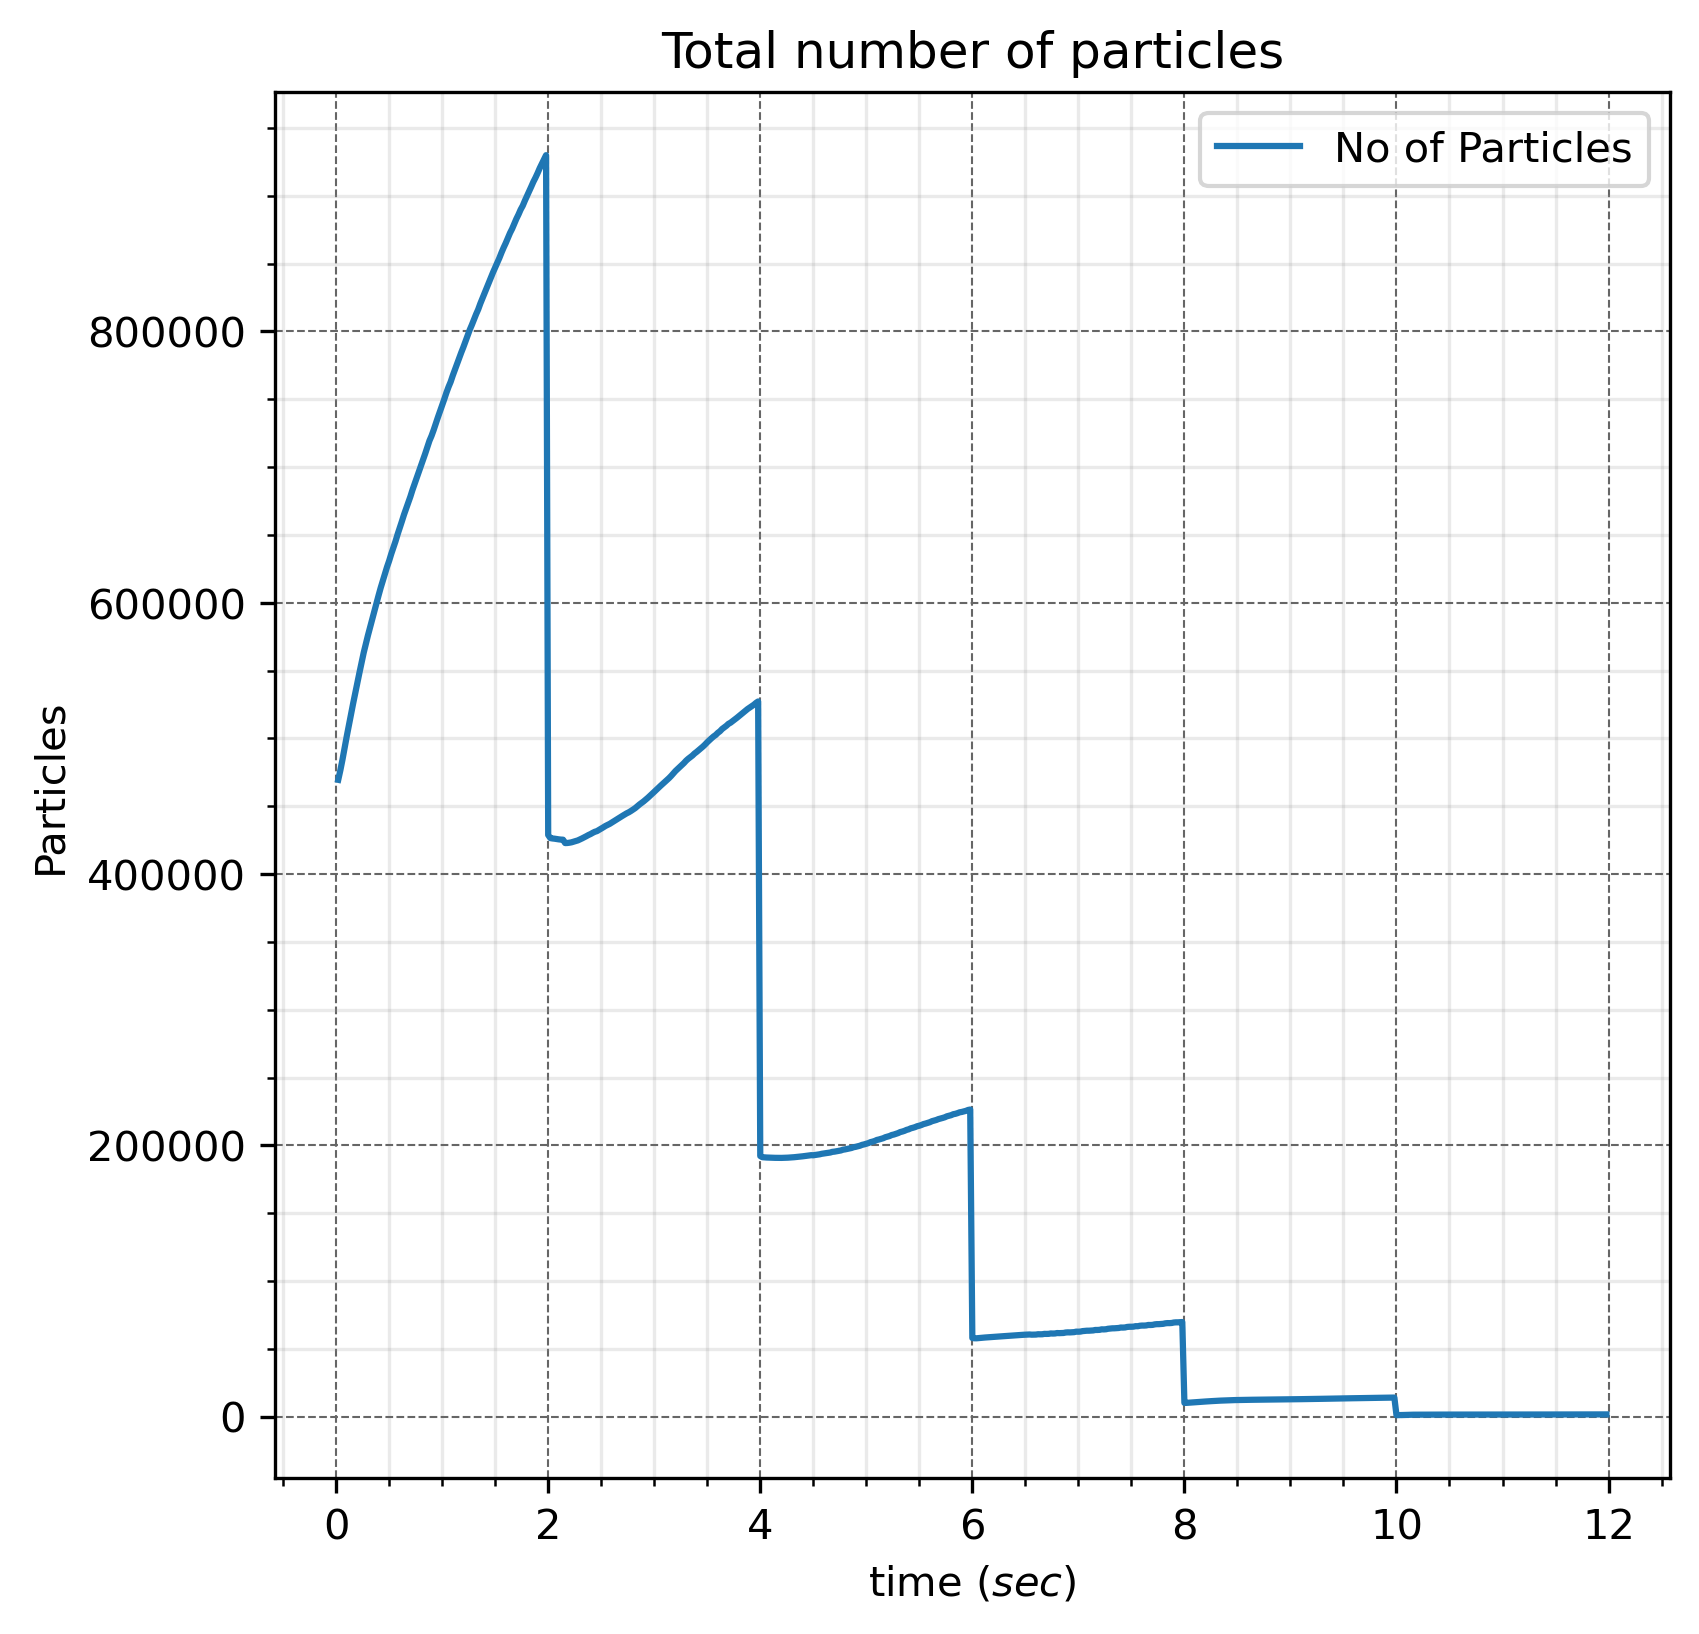 Total number of particles
No of Particles
Particles
800000
600000
400000
200000
0
0 2 4 6 8 10 12
time (sec)